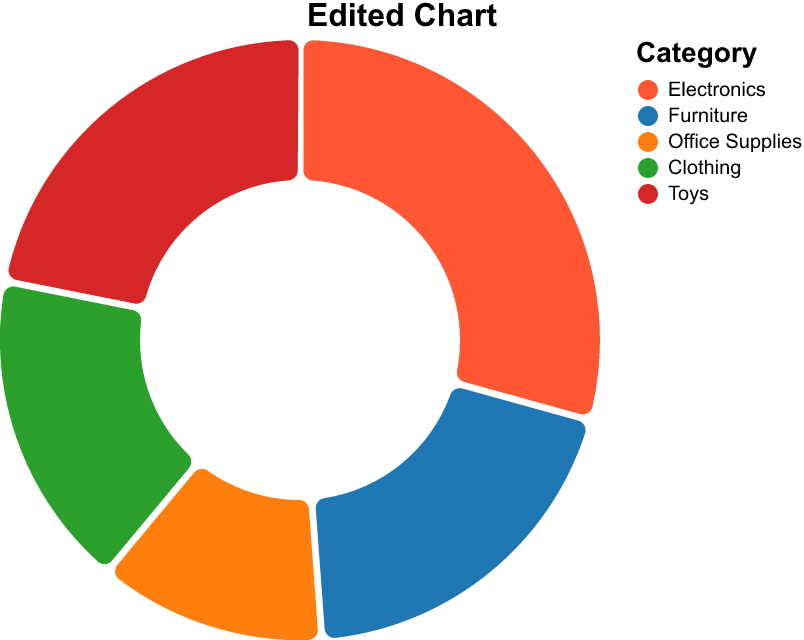 Edited Chart
Category
Electronics
Furniture
Office Supplies
Clothing
Toys